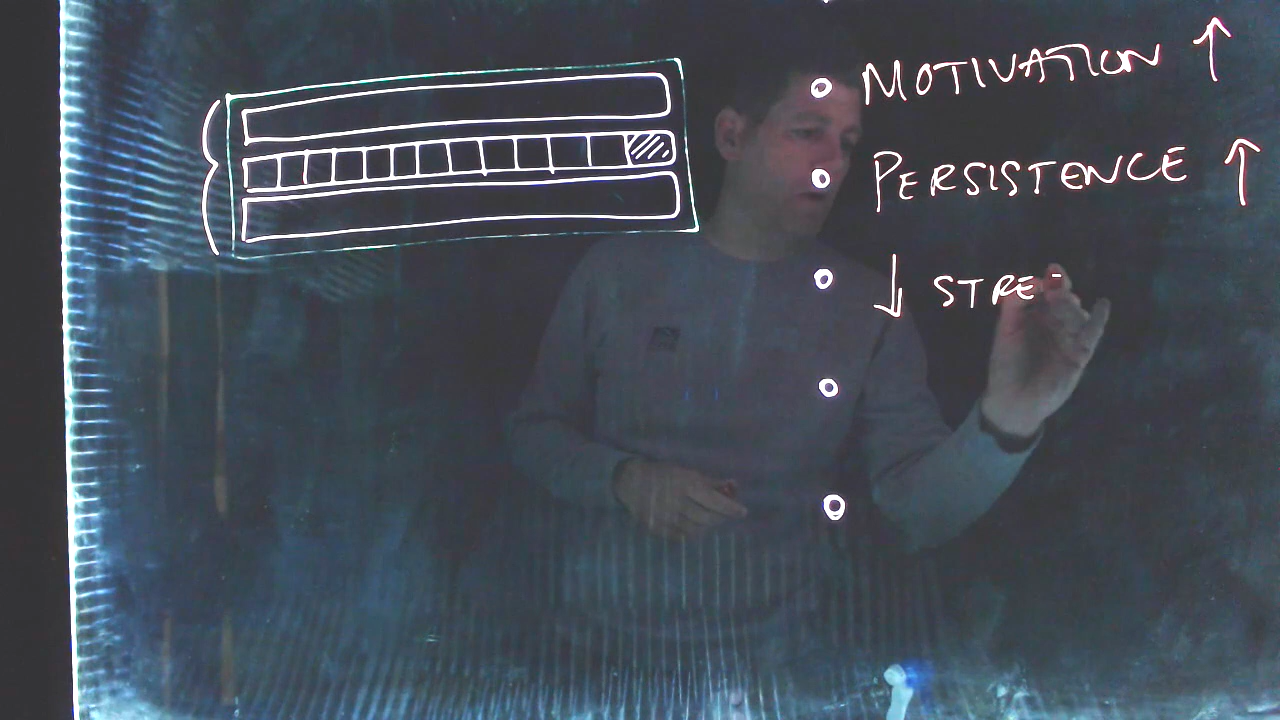 MOTIVATION ↑
PERSISTENCE ↑
↓ STRE